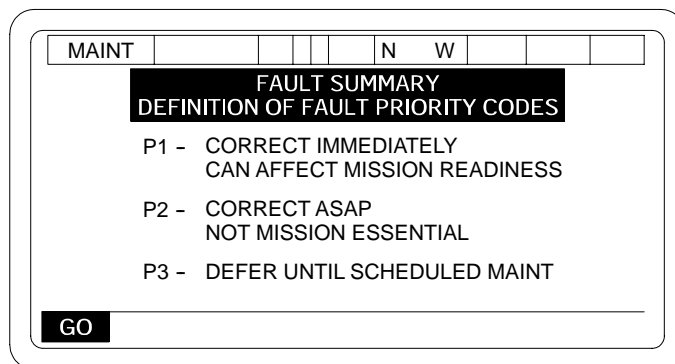 MAINT N W
FAULT SUMMARY
DEFINITION OF FAULT PRIORITY CODES
P1 - CORRECT IMMEDIATELY
CAN AFFECT MISSION READINESS
P2 - CORRECT ASAP
NOT MISSION ESSENTIAL
P3 - DEFER UNTIL SCHEDULED MAINT
GO